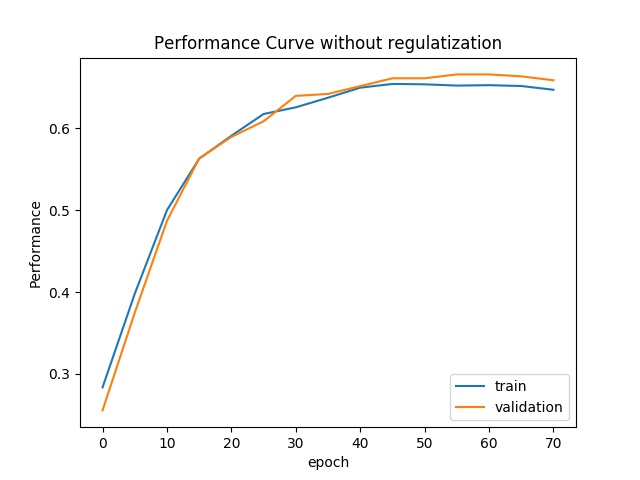 Performance Curve without regulatization
0.6
0.5
0.4
0.3
Performance
train
validation
0 10 20 30 40 50 60 70
epoch